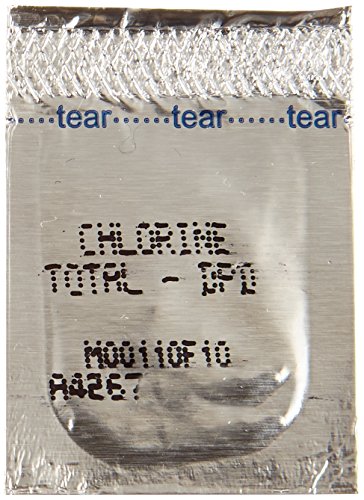 ......tear......tear......tear......
CHLORINE
TOTAL - DPD
M00110F10
A4267